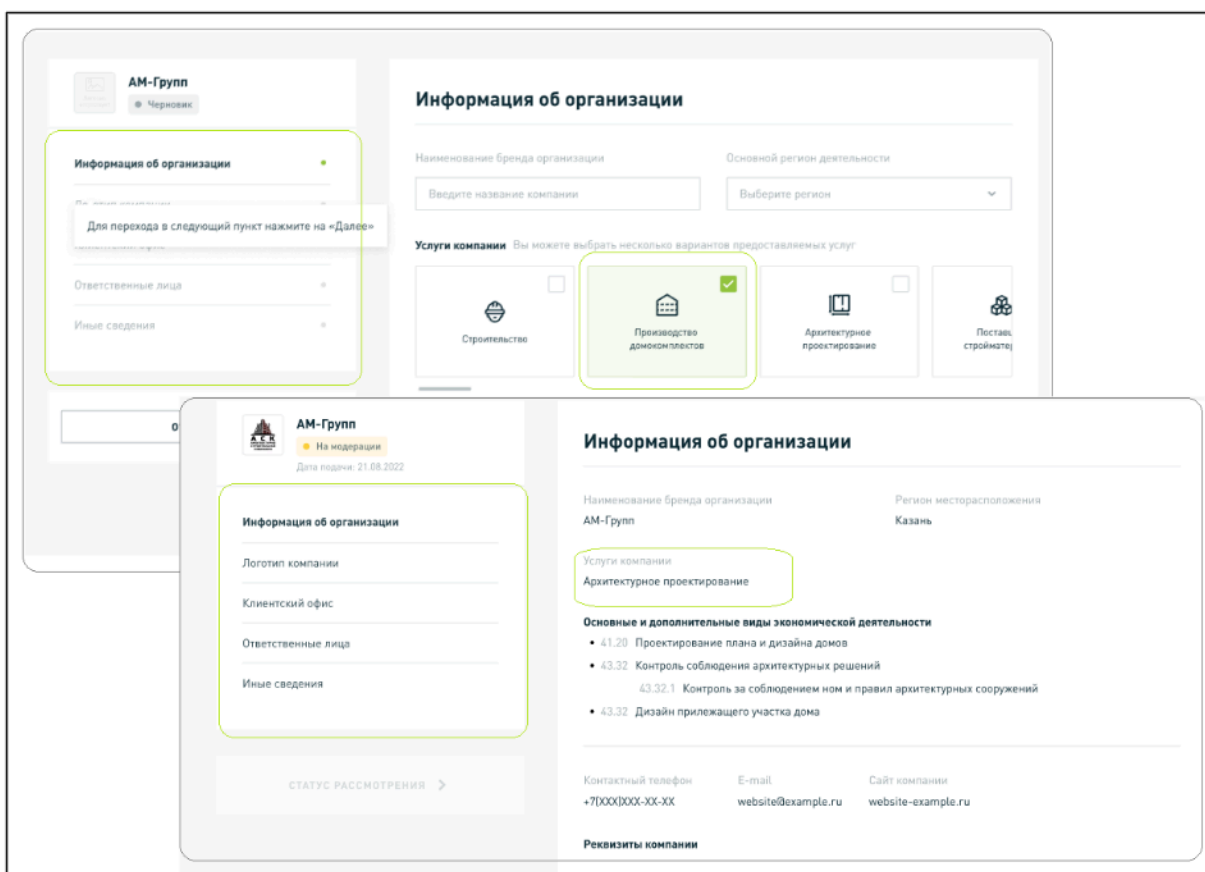 АМ-Групп
Черновик
Информация об организации
Для перехода в следующий пункт нажмите на «Далее»
Ответственные лица
Иные сведения
О
Информация об организации
Наименование бренда организации
Основной регион деятельности
Введите название компании
Выберите регион
Услуги компании Вы можете выбрать несколько вариантов предоставляемых услуг
Строительство
Производство
домокомплектов
Архитектурное
проектирование
Постав
строймате
АМ-Групп
На модерации
Дата подачи: 21.08.2022
АСК
Информация об организации
Логотип компании
Клиентский офис
Ответственные лица
Иные сведения
СТАТУС РАССМОТРЕНИЯ
Информация об организации
Наименование бренда организации
Регион месторасположения
АМ-Групп
Казань
Услуги компании
Архитектурное проектирование
Основные и дополнительные виды экономической деятельности
• 41.20 Проектирование плана и дизайна домов
• 43.32 Контроль соблюдения архитектурных решений
43.32.1 Контроль за соблюдением ном и правил архитектурных сооружений
• 43.32 Дизайн прилежащего участка дома
Контактный телефон
E-mail
Сайт компании
+7(XXX)XXX-XX-XX
website@example.ru
website-example.ru
Реквизиты компании